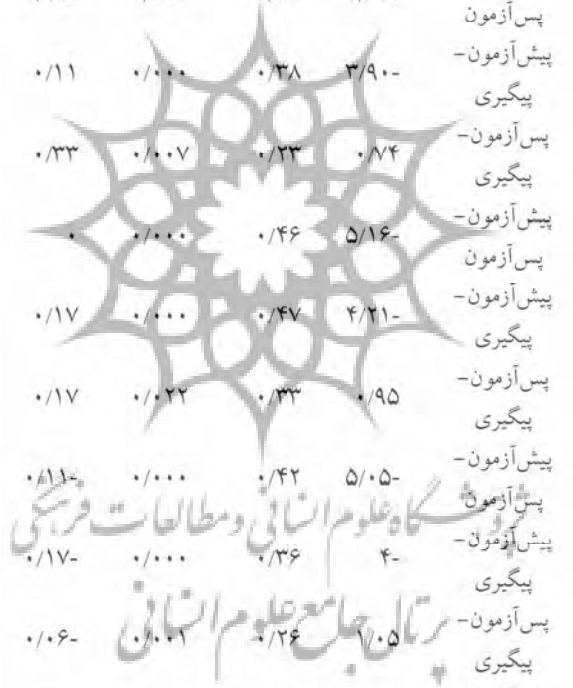 پس‌آزمون
پیش‌آزمون-
پیگیری
-۳/۹۰ ۰/۳۸ ۰/۰۰۰ ۰/۱۱
پس‌آزمون-
پیگیری
۰/۷۴ ۰/۲۳ ۰/۰۰۷ ۰/۳۳
پیش‌آزمون-
پس‌آزمون
-۵/۱۶ ۰/۴۶ ۰/۰۰۰ ۰
پیش‌آزمون-
پیگیری
-۴/۲۱ ۰/۴۷ ۰/۰۰۰ ۰/۱۷
پس‌آزمون-
پیگیری
۰/۹۵ ۰/۳۳ ۰/۰۲۲ ۰/۱۷
پیش‌آزمون-
پس‌آزمون
-۵/۰۵ ۰/۴۲ ۰/۰۰۰ -۰/۱۱
پیش‌آزمون-
پیگیری
-۴ ۰/۳۶ ۰/۰۰۰ -۰/۱۷
پس‌آزمون-
پیگیری
۱/۰۵ ۰/۲۶ ۰/۰۰۱ -۰/۰۶
پژوهشگاه علوم انسانی و مطالعات فرهنگی
پرتال جامع علوم انسانی